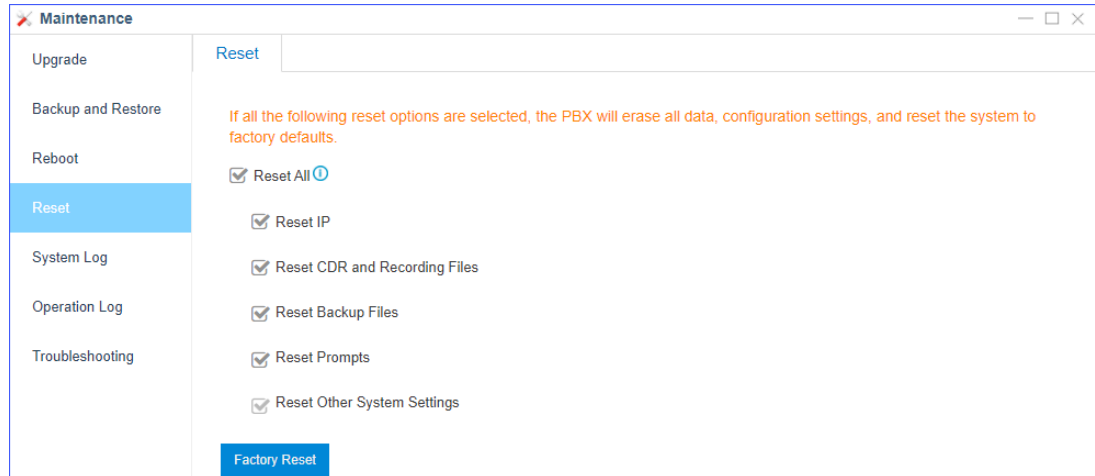 Maintenance
Upgrade
Backup and Restore
Reboot
Reset
System Log
Operation Log
Troubleshooting
Reset
If all the following reset options are selected, the PBX will erase all data, configuration settings, and reset the system to
factory defaults.
Reset All
Reset IP
Reset CDR and Recording Files
Reset Backup Files
Reset Prompts
Reset Other System Settings
Factory Reset